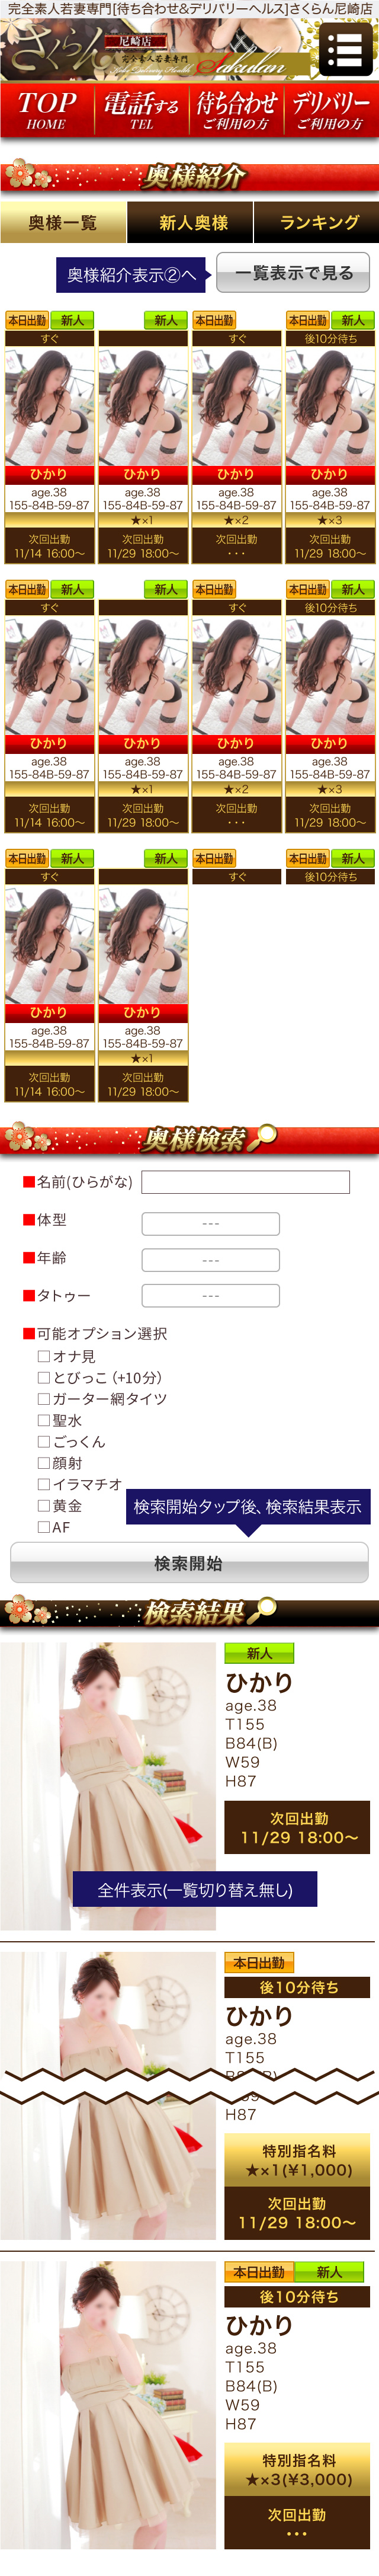 完全素人若妻専門[待ち合わせ&デリバリーヘルス]さくらん尼崎店
さくらん
尼崎店
完全素人若妻専門
Sakuran
TOP
HOME
電話する
TEL
待ち合わせ
ご利用の方
デリバリー
ご利用の方
奥様紹介
奥様一覧 新人奥様 ランキング
奥様紹介表示②へ
一覧表示で見る
本日出勤 新人 新人 本日出勤 本日出勤 新人
すぐ すぐ 後10分待ち
ひかり ひかり ひかり ひかり
age.38 age.38 age.38 age.38
155-84B-59-87 155-84B-59-87 155-84B-59-87 155-84B-59-87
★×1 ★×2 ★×3
次回出勤 次回出勤 次回出勤 次回出勤
11/14 16:00～ 11/29 18:00～ ・・・ 11/29 18:00～
本日出勤 新人 新人 本日出勤 本日出勤 新人
すぐ すぐ 後10分待ち
ひかり ひかり ひかり ひかり
age.38 age.38 age.38 age.38
155-84B-59-87 155-84B-59-87 155-84B-59-87 155-84B-59-87
★×1 ★×2 ★×3
次回出勤 次回出勤 次回出勤 次回出勤
11/14 16:00～ 11/29 18:00～ ・・・ 11/29 18:00～
本日出勤 新人 新人 本日出勤 本日出勤 新人
すぐ すぐ 後10分待ち
ひかり ひかり
age.38 age.38
155-84B-59-87 155-84B-59-87
★×1
次回出勤 次回出勤
11/14 16:00～ 11/29 18:00～
奥様検索
■名前(ひらがな)
■体型 ---
■年齢 ---
■タトゥー ---
■可能オプション選択
□オナ見
□とびっこ（+10分）
□ガーター網タイツ
□聖水
□ごっくん
□顔射
□イラマチオ
□黄金
□AF
検索開始タップ後、検索結果表示
検索開始
検索結果
新人
ひかり
age.38
T155
B84(B)
W59
H87
次回出勤
11/29 18:00～
全件表示(一覧切り替え無し)
本日出勤
後10分待ち
ひかり
age.38
T155
H87
特別指名料
★×1(¥1,000)
次回出勤
11/29 18:00～
本日出勤 新人
後10分待ち
ひかり
age.38
T155
B84(B)
W59
H87
特別指名料
★×3(¥3,000)
次回出勤
・・・